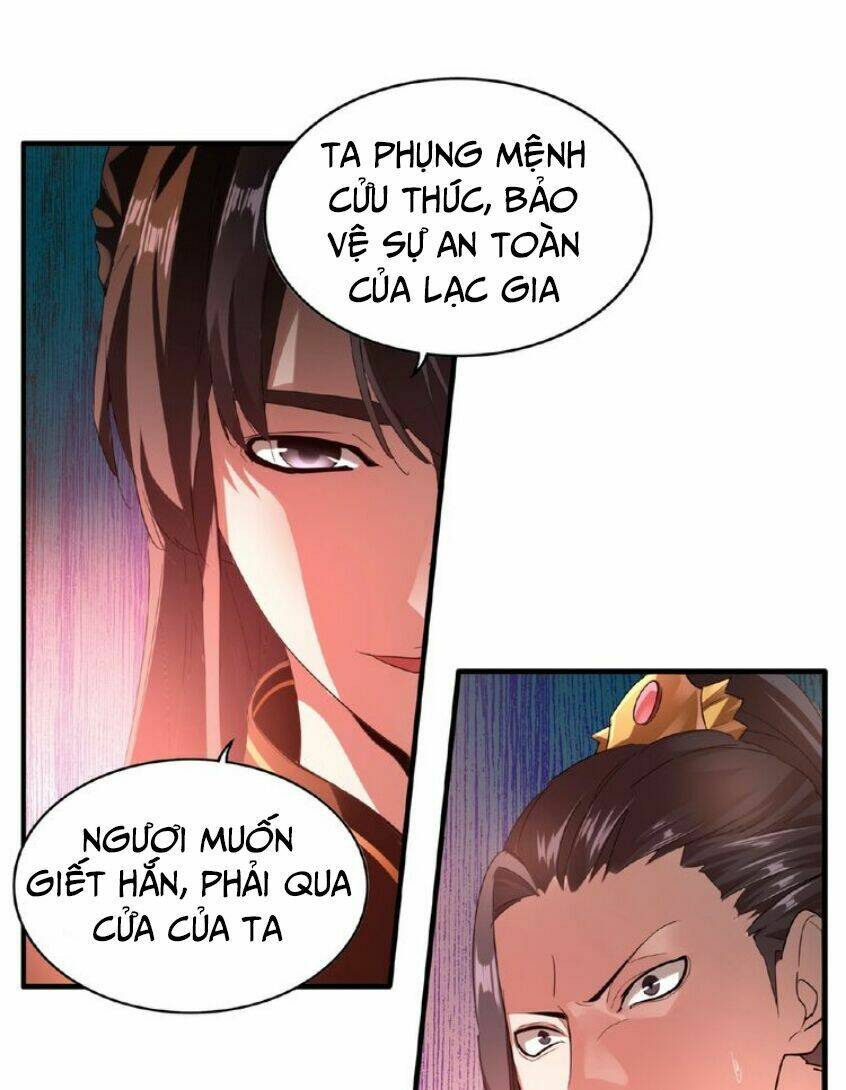 TA PHỤNG MỆNH
CỬU THÚC, BẢO
VỆ SỰ AN TOÀN
CỦA LẠC GIA
NGƯƠI MUỐN
GIẾT HẮN, PHẢI QUA
CỬA CỦA TA